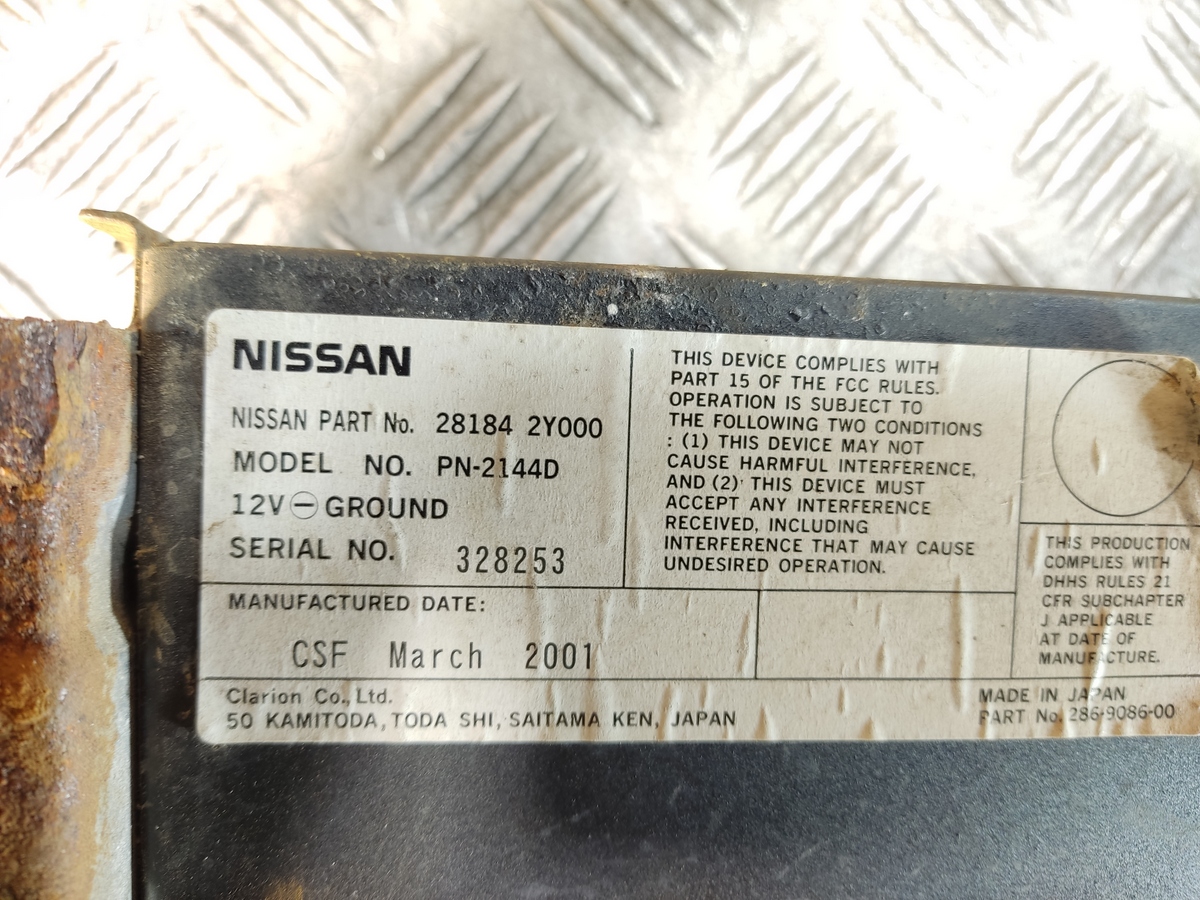 NISSAN
NISSAN PART No. 28184 2Y000
MODEL NO. PN-2144D
12V⊖GROUND
SERIAL NO. 328253
THIS DEVICE COMPLIES WITH
PART 15 OF THE FCC RULES.
OPERATION IS SUBJECT TO
THE FOLLOWING TWO CONDITIONS
: (1) THIS DEVICE MAY NOT
CAUSE HARMFUL INTERFERENCE,
AND (2) THIS DEVICE MUST
ACCEPT ANY INTERFERENCE
RECEIVED, INCLUDING
INTERFERENCE THAT MAY CAUSE
UNDESIRED OPERATION.
THIS PRODUCTION
COMPLIES WITH
DHHS RULES 21
CFR SUBCHAPTER
J APPLICABLE
AT DATE OF
MANUFACTURE.
MANUFACTURED DATE:
CSF March 2001
Clarion Co., Ltd.
50 KAMITODA, TODA SHI, SAITAMA KEN, JAPAN
MADE IN JAPAN
PART No. 286-9086-00